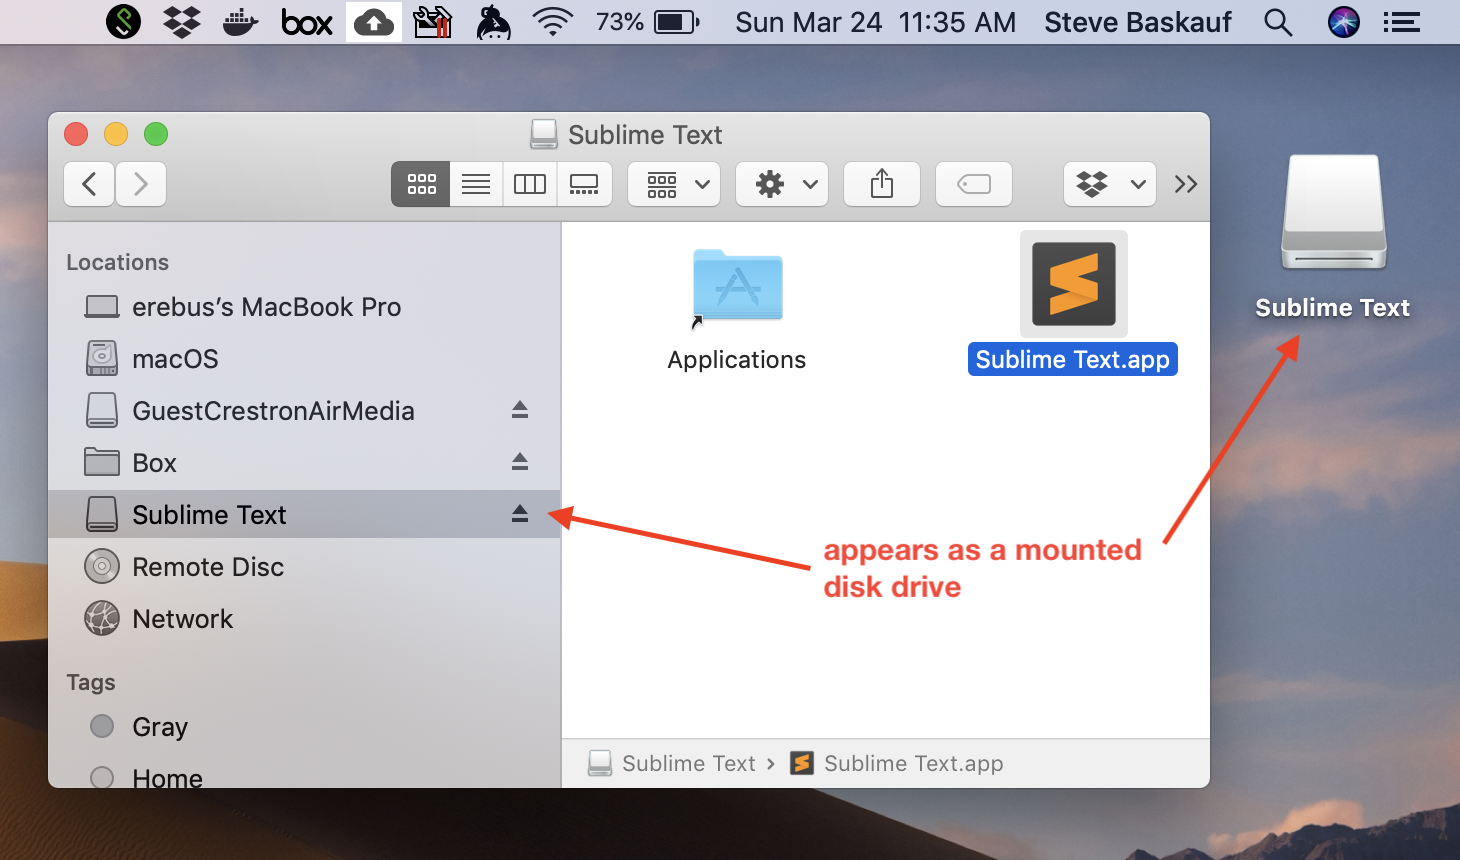 box
73%
Sun Mar 24 11:35 AM
Steve Baskauf
Sublime Text
Locations
erebus’s MacBook Pro
macOS
GuestCrestronAirMedia
Box
Sublime Text
Remote Disc
Network
Tags
Gray
Home
Applications
Sublime Text.app
appears as a mounted
disk drive
Sublime Text › Sublime Text.app
Sublime Text